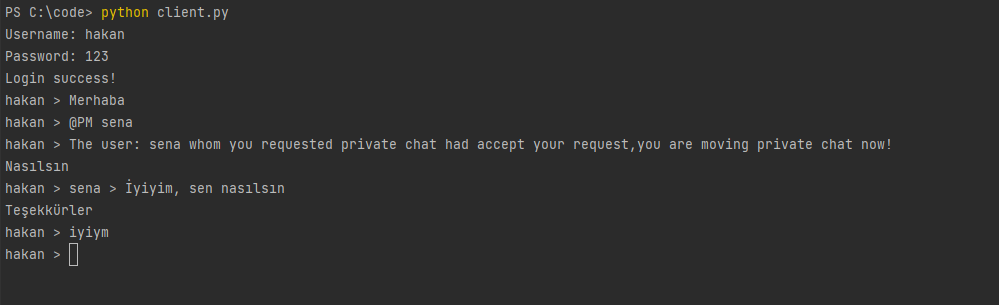 PS C:\code> python client.py
Username: hakan
Password: 123
Login success!
hakan > Merhaba
hakan > @PM sena
hakan > The user: sena whom you requested private chat had accept your request,you are moving private chat now!
Nasılsın
hakan > sena > İyiyim, sen nasılsın
Teşekkürler
hakan > iyiym
hakan >